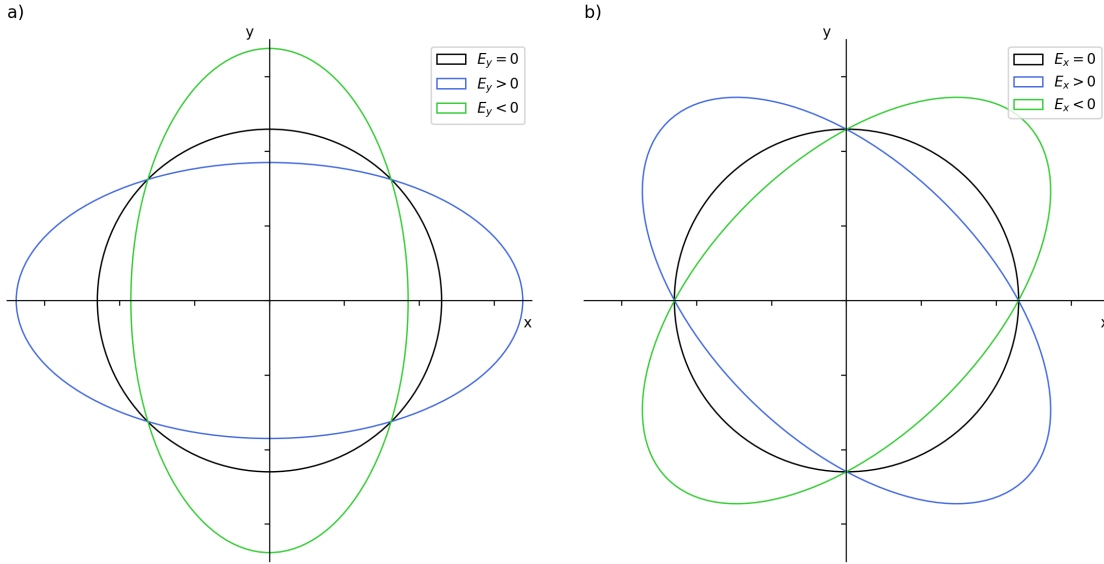 a)
y
E_y = 0
E_y > 0
E_y < 0
x
b)
y
E_x = 0
E_x > 0
E_x < 0
x